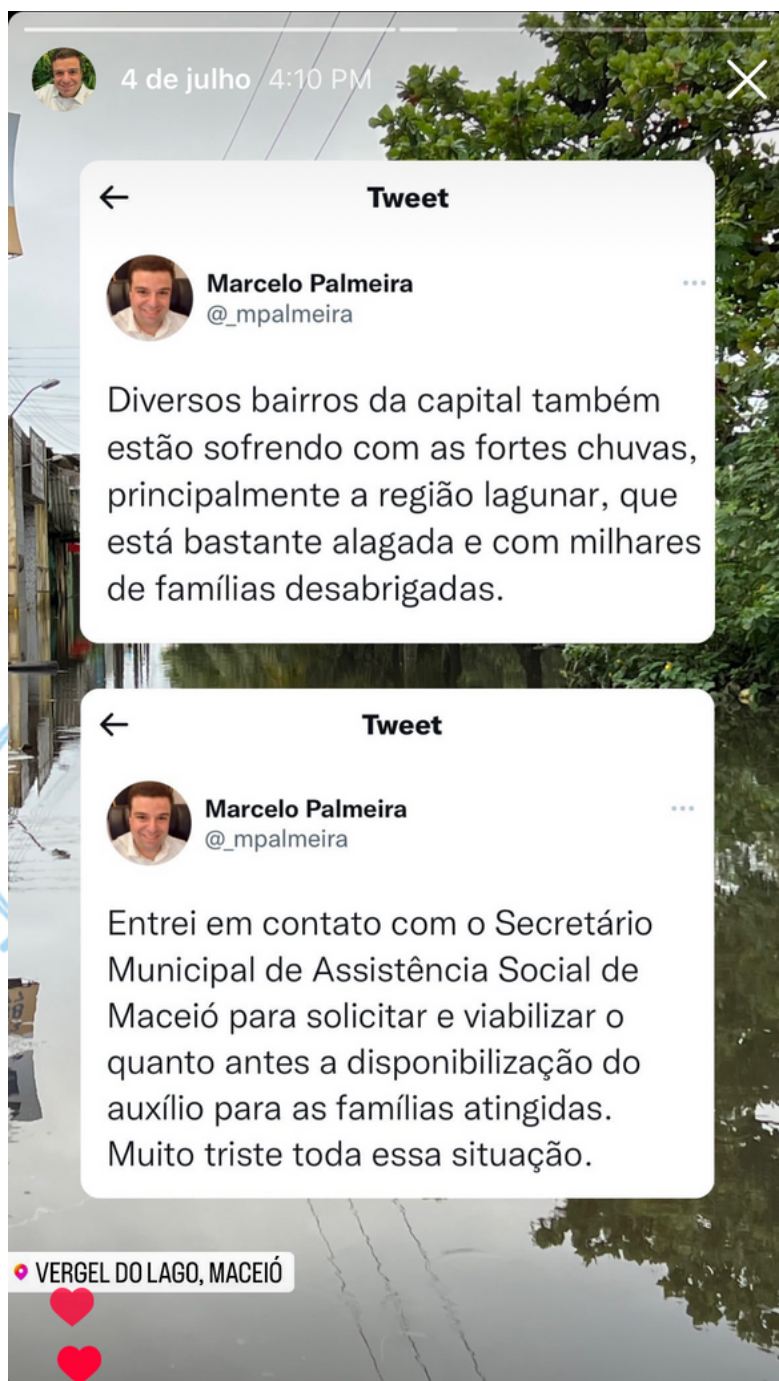 4 de julho 4:10 PM
Tweet
Marcelo Palmeira
@_mpalmeira
Diversos bairros da capital também
estão sofrendo com as fortes chuvas,
principalmente a região lagunar, que
está bastante alagada e com milhares
de famílias desabrigadas.
Tweet
Marcelo Palmeira
@_mpalmeira
Entrei em contato com o Secretário
Municipal de Assistência Social de
Maceió para solicitar e viabilizar o
quanto antes a disponibilização do
auxílio para as famílias atingidas.
Muito triste toda essa situação.
VERGEL DO LAGO, MACEIÓ